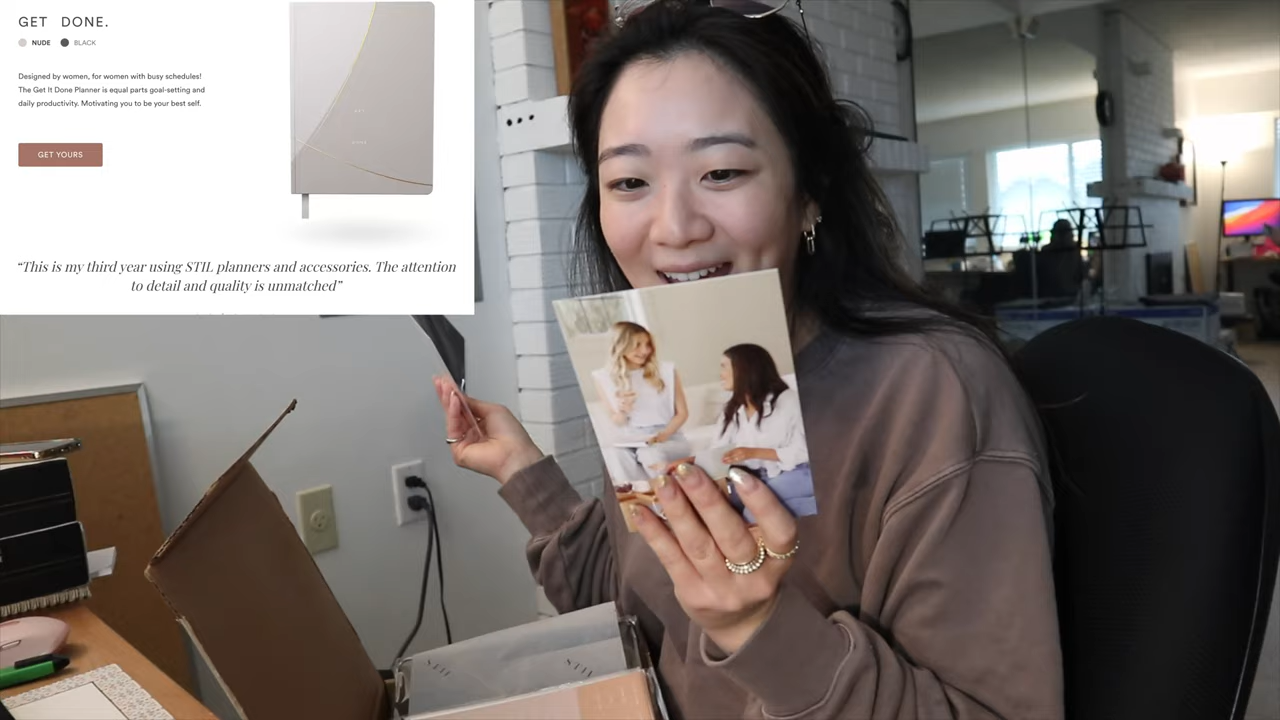 GET DONE.
NUDE BLACK
Designed by women, for women with busy schedules!
The Get It Done Planner is equal parts goal-setting and
daily productivity. Motivating you to be your best self.
GET YOURS
“This is my third year using STIL planners and accessories. The attention
to detail and quality is unmatched”
STIL STIL